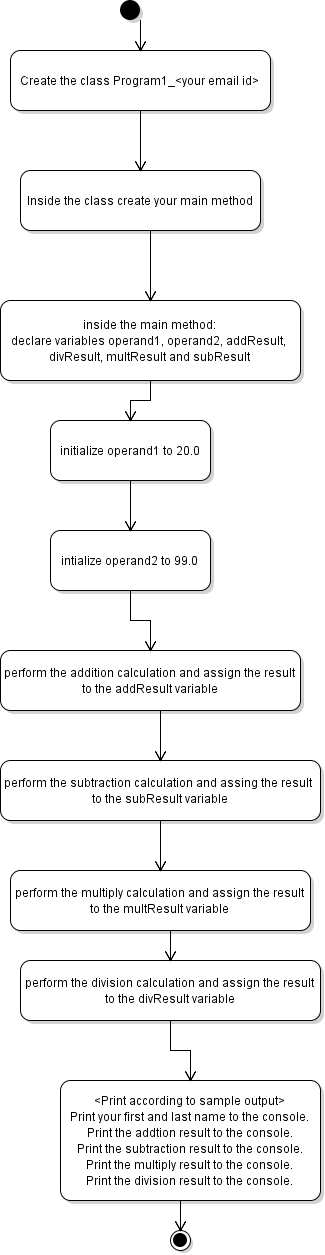 Create the class Program1_<your email id>
Inside the class create your main method
inside the main method:
declare variables operand1, operand2, addResult,
divResult, multResult and subResult
initialize operand1 to 20.0
intialize operand2 to 99.0
perform the addition calculation and assign the result
to the addResult variable
perform the subtraction calculation and assing the result
to the subResult variable
perform the multiply calculation and assign the result
to the multResult variable
perform the division calculation and assign the result
to the divResult variable
<Print according to sample output>
Print your first and last name to the console.
Print the addtion result to the console.
Print the subtraction result to the console.
Print the multiply result to the console.
Print the division result to the console.